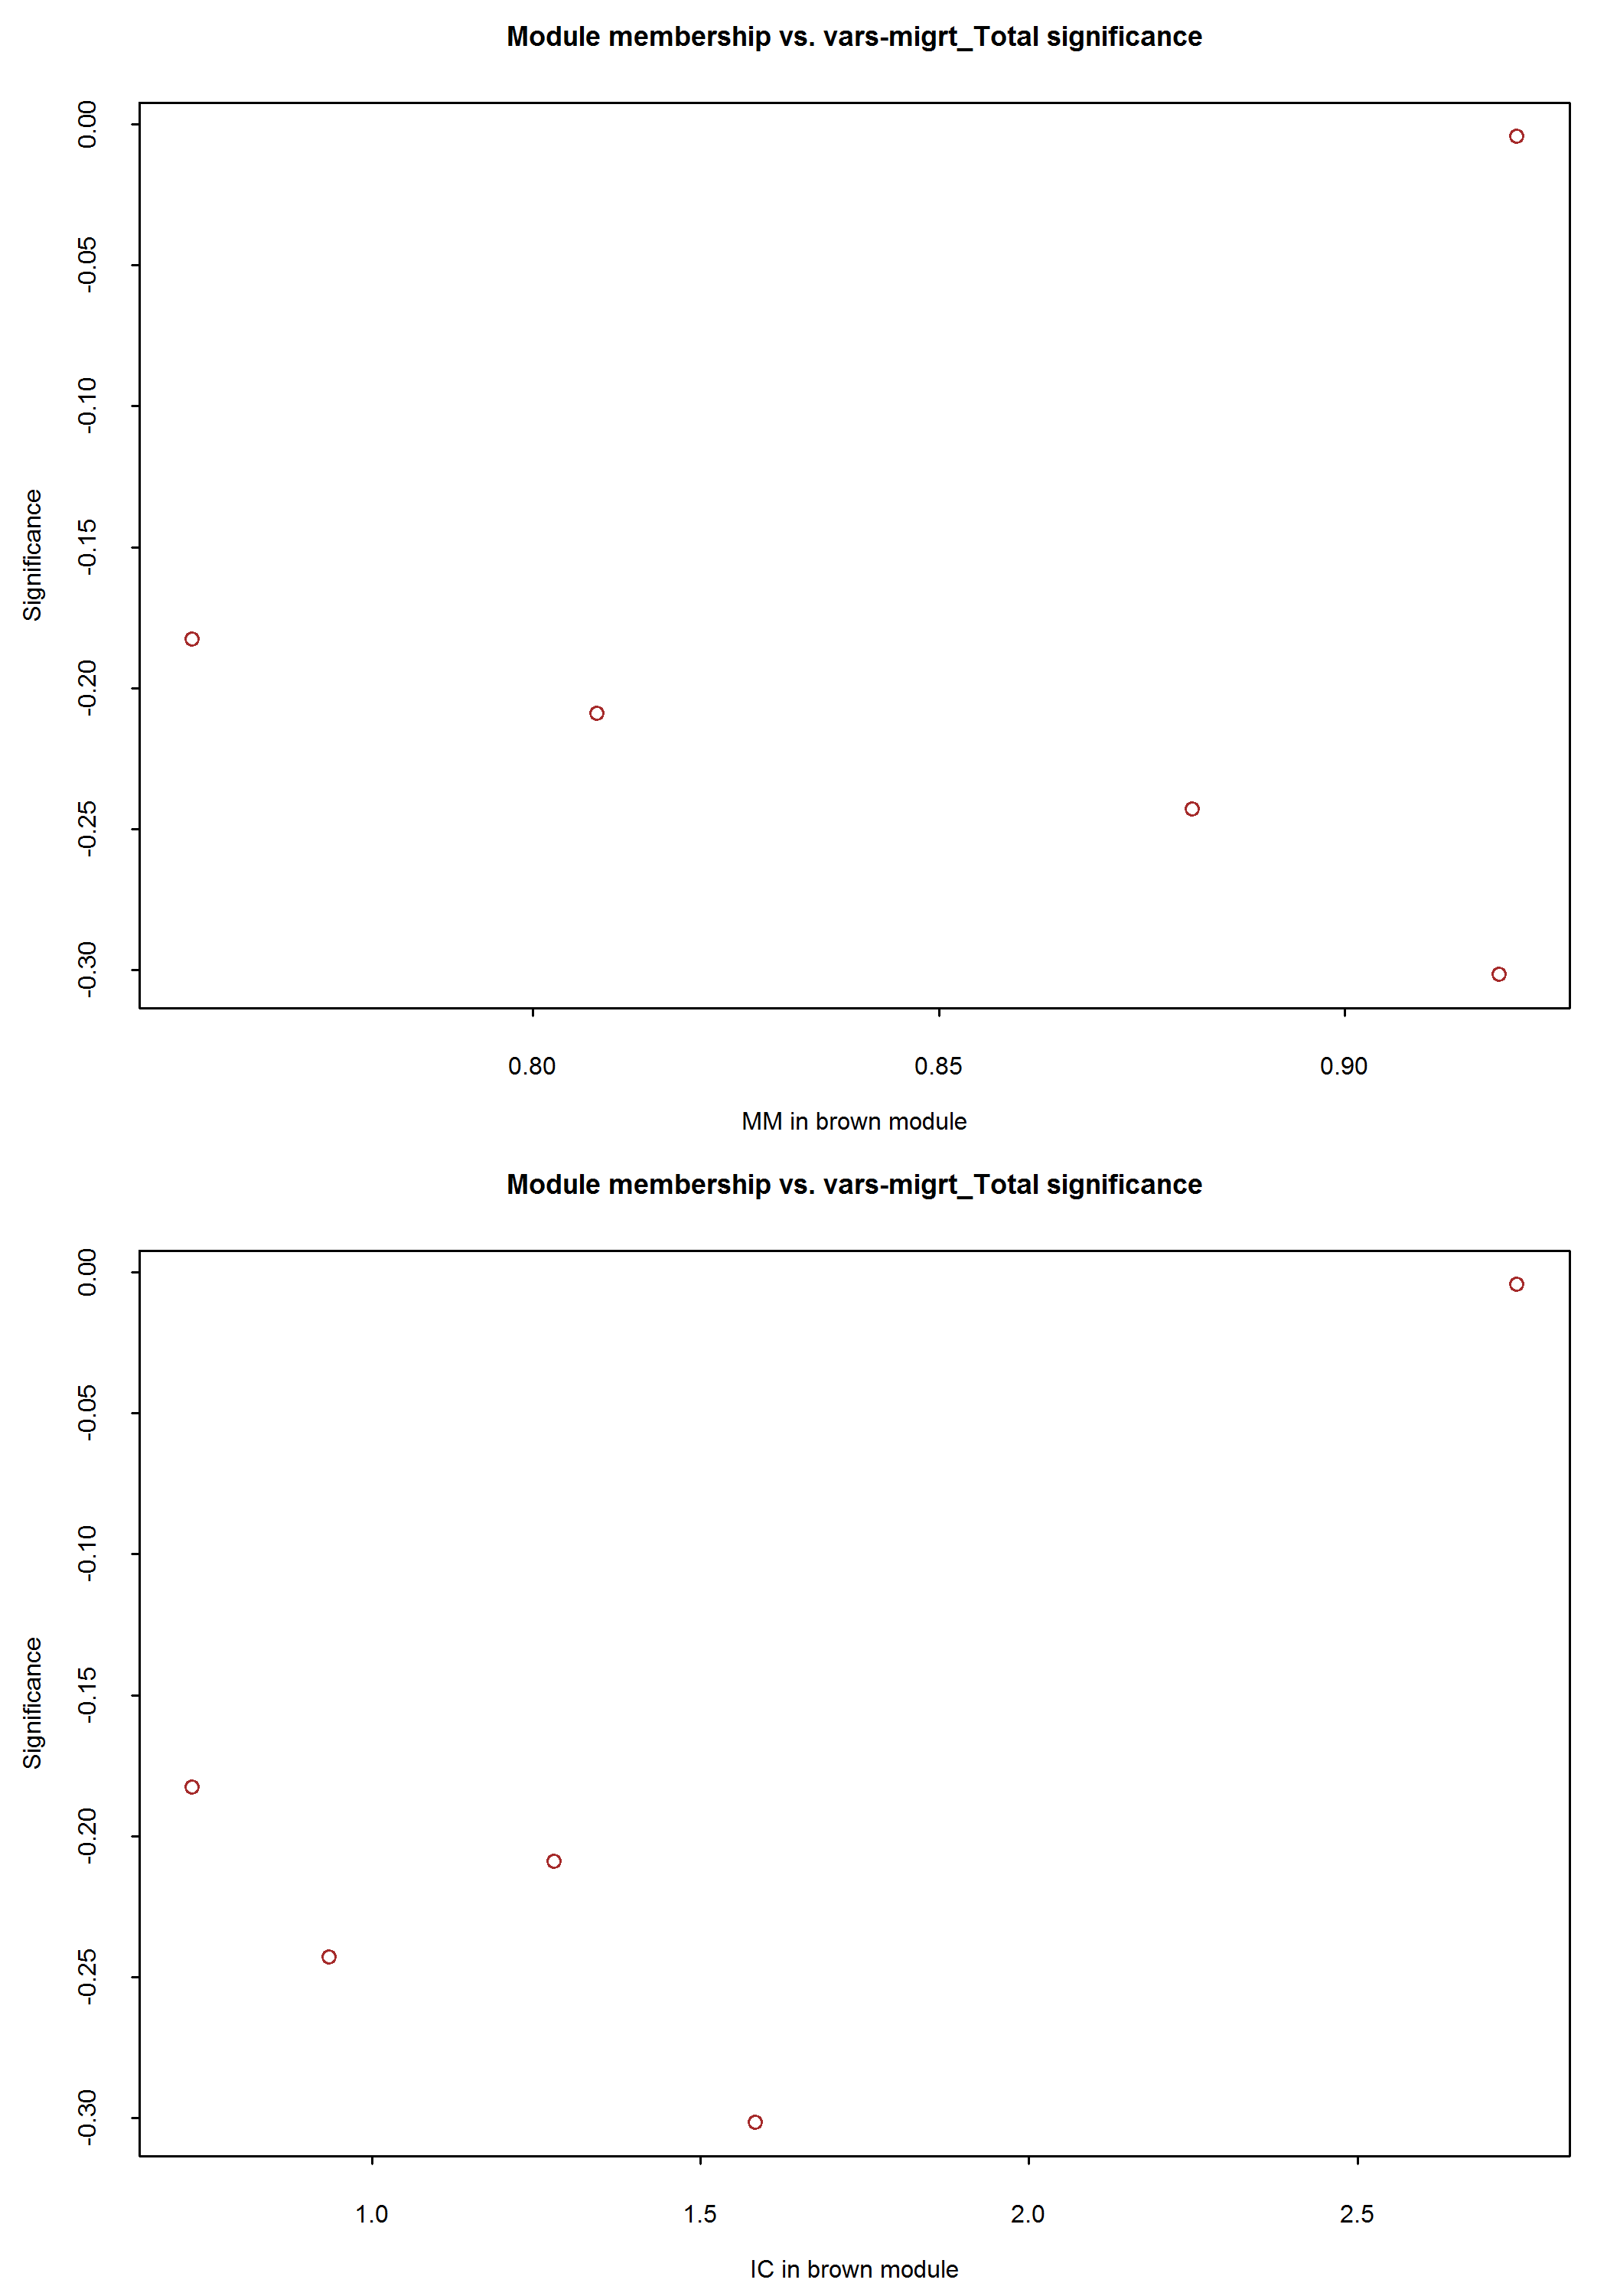 Module membership vs. vars-migrt_Total significance
0.00
-0.05
-0.10
-0.15
-0.20
-0.25
-0.30
Significance
0.80 0.85 0.90
MM in brown module
Module membership vs. vars-migrt_Total significance
0.00
-0.05
-0.10
-0.15
-0.20
-0.25
-0.30
Significance
1.0 1.5 2.0 2.5
IC in brown module